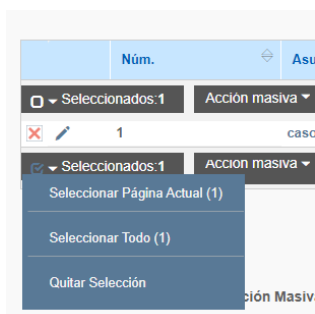 Núm. Asu
Seleccionados:1 Acción masiva
1 caso
Seleccionados:1 Acción masiva
Seleccionar Página Actual (1)
Seleccionar Todo (1)
Quitar Selección
ción Masiva